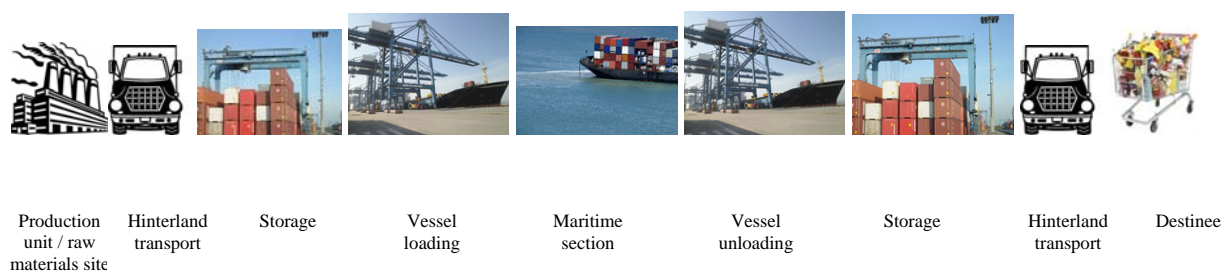 Production
unit / raw
materials site
Hinterland
transport
Storage
Vessel
loading
Maritime
section
Vessel
unloading
Storage
Hinterland
transport
Destinee